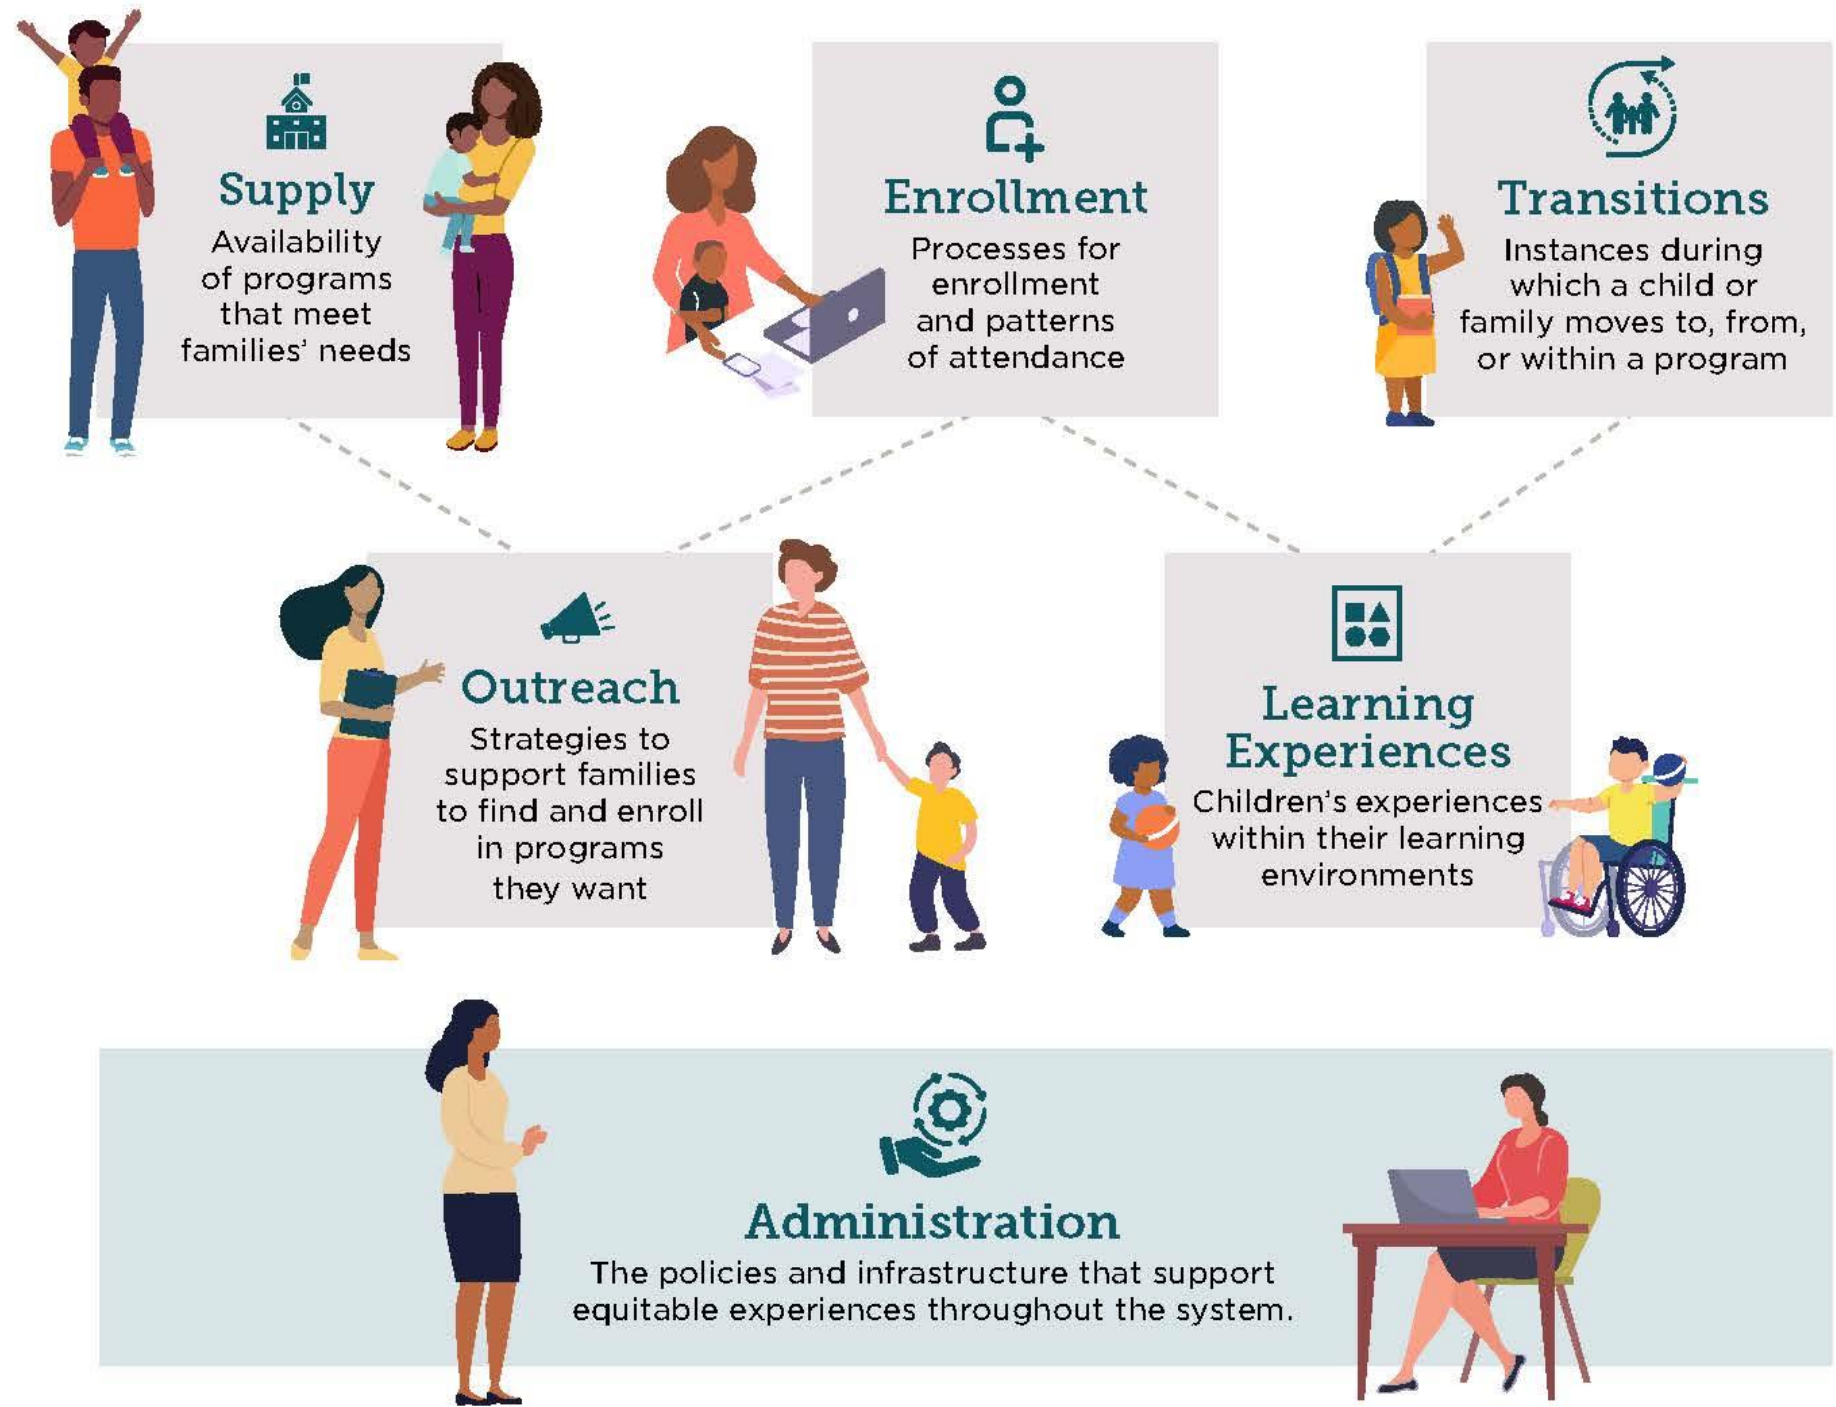 Supply
Availability
of programs
that meet
families' needs
Enrollment
Processes for
enrollment
and patterns
of attendance
Transitions
Instances during
which a child or
family moves to, from,
or within a program
Outreach
Strategies to
support families
to find and enroll
in programs
they want
Learning
Experiences
Children's experiences
within their learning
environments
Administration
The policies and infrastructure that support
equitable experiences throughout the system.